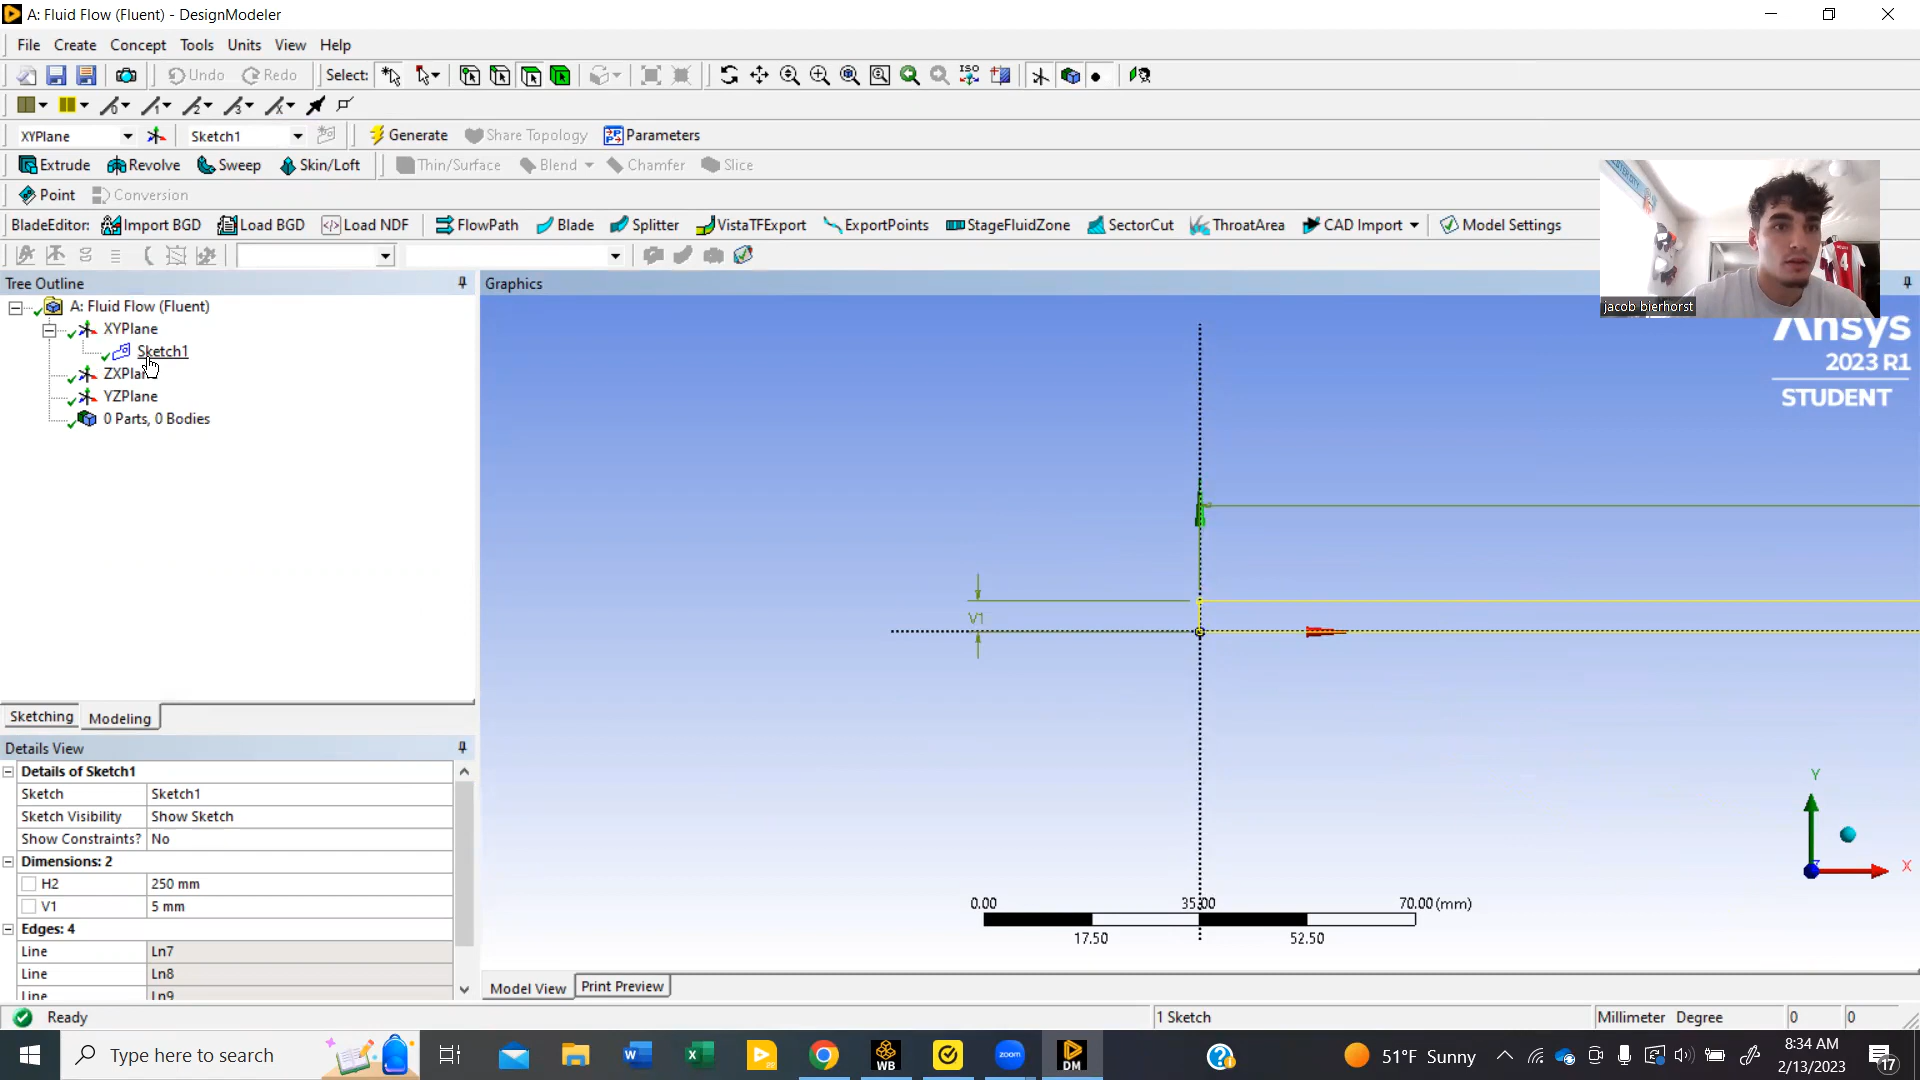 A: Fluid Flow (Fluent) - DesignModeler
File Create Concept Tools Units View Help
Undo Redo Select: ISO
XYPlane Sketch1 Generate Share Topology Parameters
Extrude Revolve Sweep Skin/Loft Thin/Surface Blend Chamfer Slice
Point Conversion
BladeEditor: Import BGD Load BGD Load NDF FlowPath Blade Splitter VistaTFExport ExportPoints StageFluidZone SectorCut ThroatArea CAD Import Model Settings
Tree Outline
A: Fluid Flow (Fluent)
XYPlane
Sketch1
ZXPlane
YZPlane
0 Parts, 0 Bodies
Sketching Modeling
Details View
Details of Sketch1
Sketch Sketch1
Sketch Visibility Show Sketch
Show Constraints? No
Dimensions: 2
H2 250 mm
V1 5 mm
Edges: 4
Line Ln7
Line Ln8
Line Ln9
Graphics
jacob bierhorst
Ansys
2023 R1
STUDENT
V1
Y
X
0.00 35.00 70.00 (mm)
17.50 52.50
Model View Print Preview
Ready 1 Sketch Millimeter Degree 0 0
Type here to search
WB zoom DM
51°F Sunny
8:34 AM
2/13/2023
17